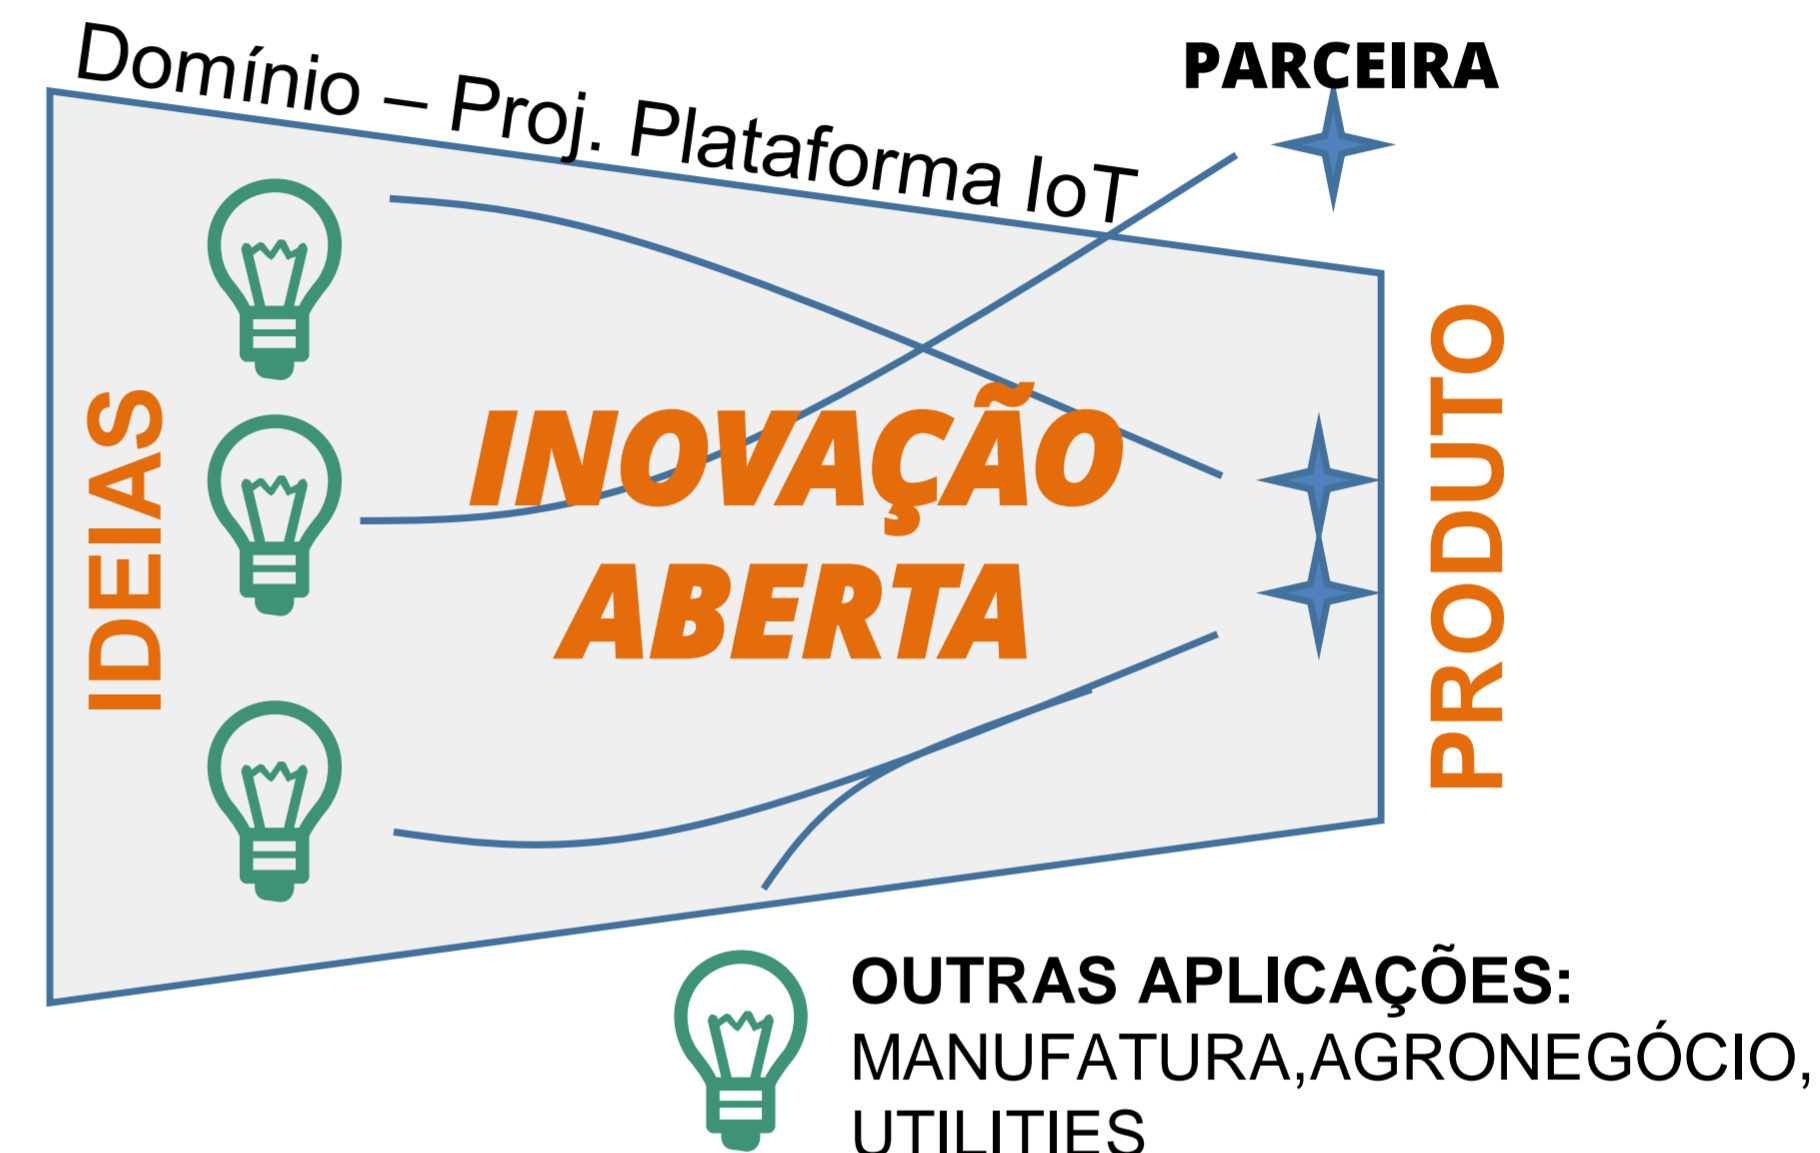 Domínio – Proj. Plataforma IoT
PARCEIRA
IDEIAS
INOVAÇÃO
ABERTA
PRODUTO
OUTRAS APLICAÇÕES:
MANUFATURA,AGRONEGÓCIO,
UTILITIES